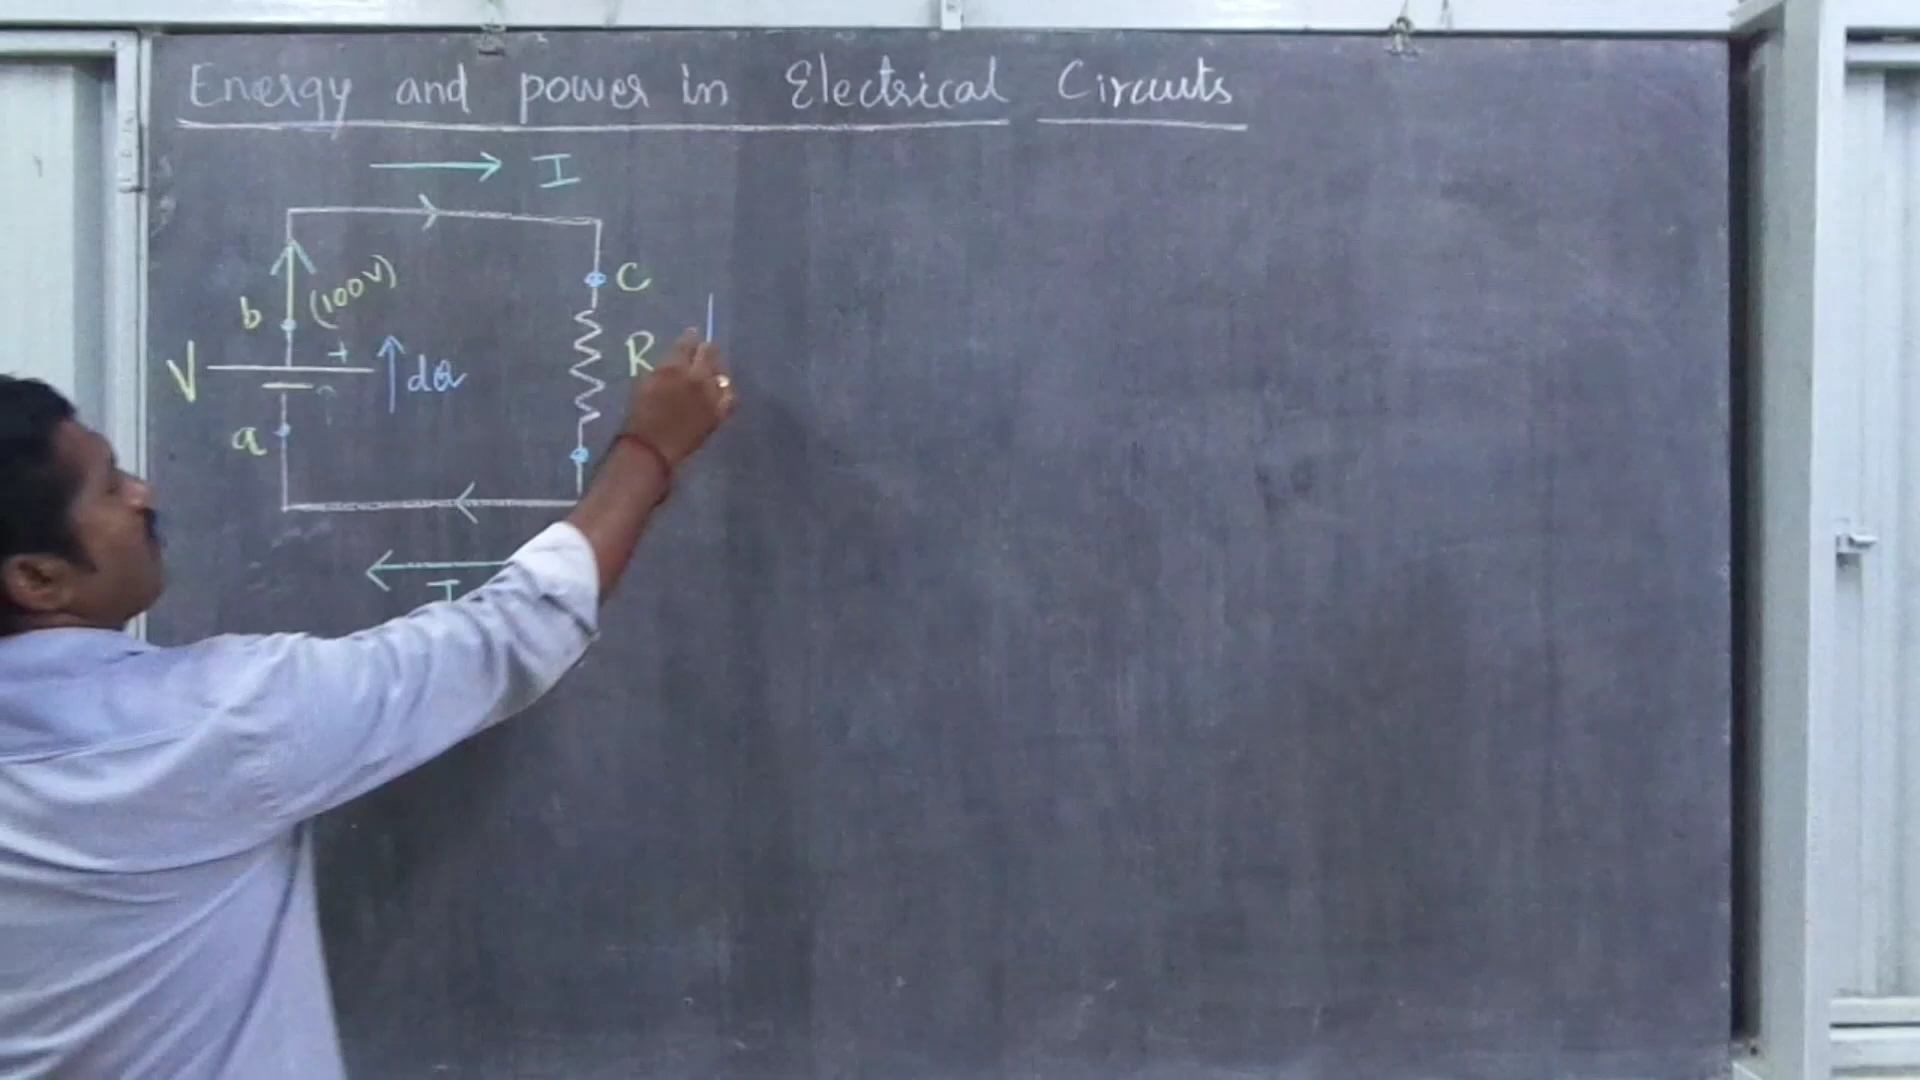 Energy and power in Electrical Circuits
I
C
b (100V)
+
V
dQ
R
a
I